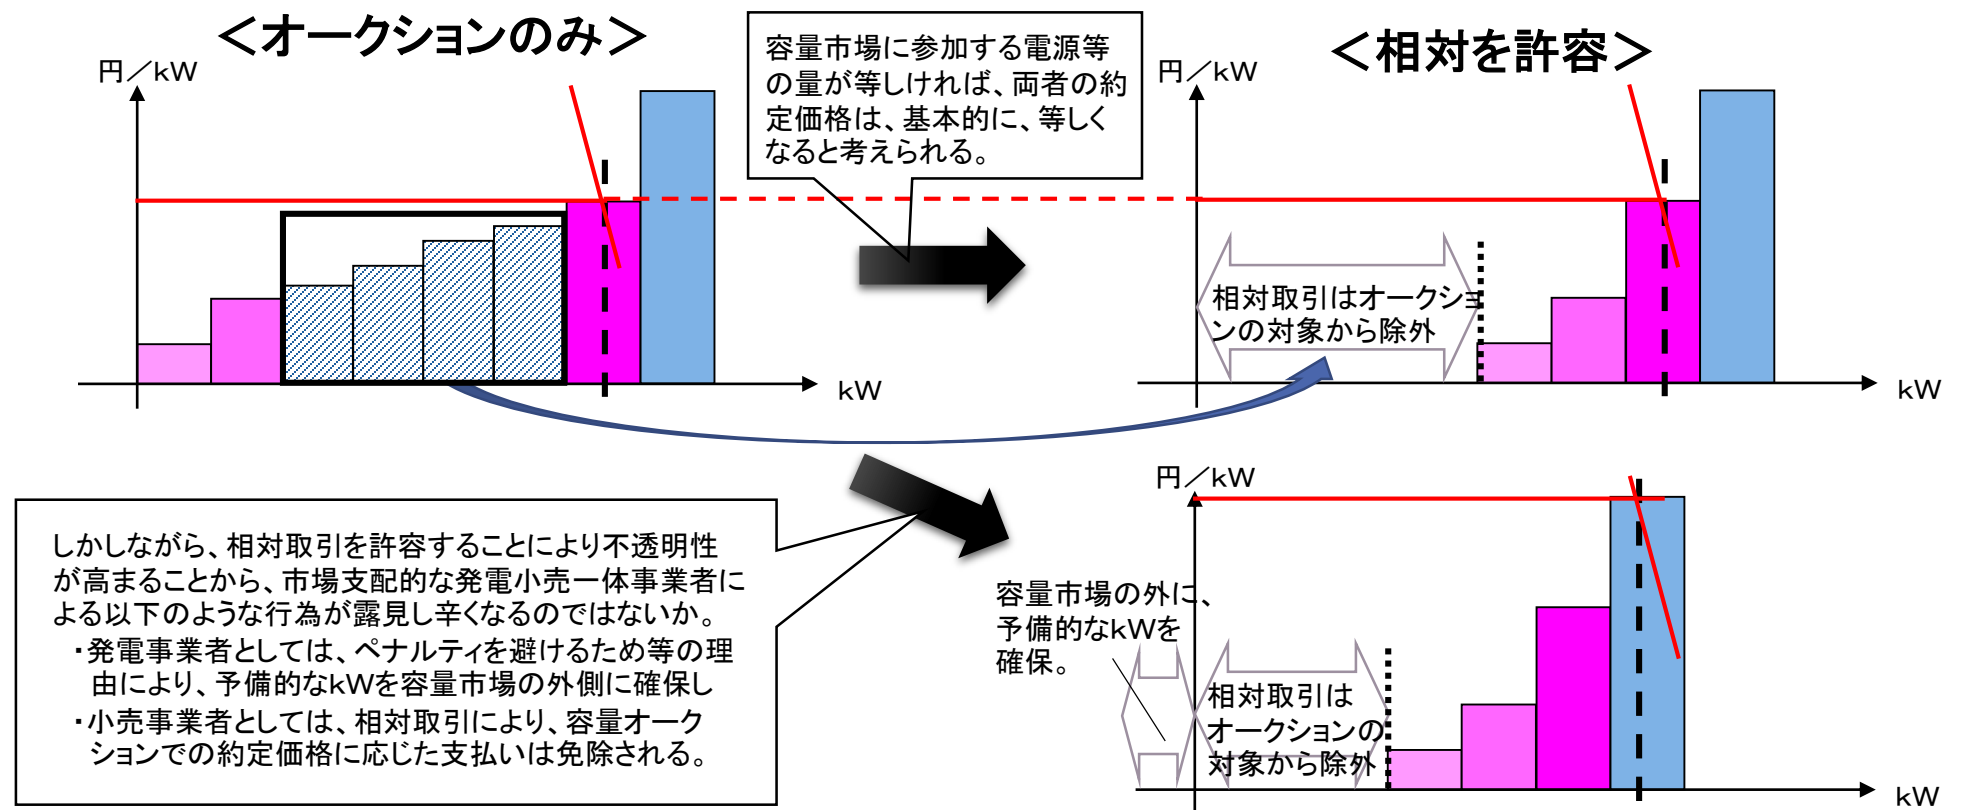 ＜オークションのみ＞
円／kW
kW
容量市場に参加する電源等
の量が等しければ、両者の約
定価格は、基本的に、等しく
なると考えられる。
＜相対を許容＞
円／kW
相対取引はオークショ
ンの対象から除外
kW
しかしながら、相対取引を許容することにより不透明性
が高まることから、市場支配的な発電小売一体事業者に
よる以下のような行為が露見し辛くなるのではないか。
・発電事業者としては、ペナルティを避けるため等の理
由により、予備的なkWを容量市場の外側に確保し
・小売事業者としては、相対取引により、容量オーク
ションでの約定価格に応じた支払いは免除される。
円／kW
容量市場の外に、
予備的なkWを
確保。
相対取引は
オークションの
対象から除外
kW